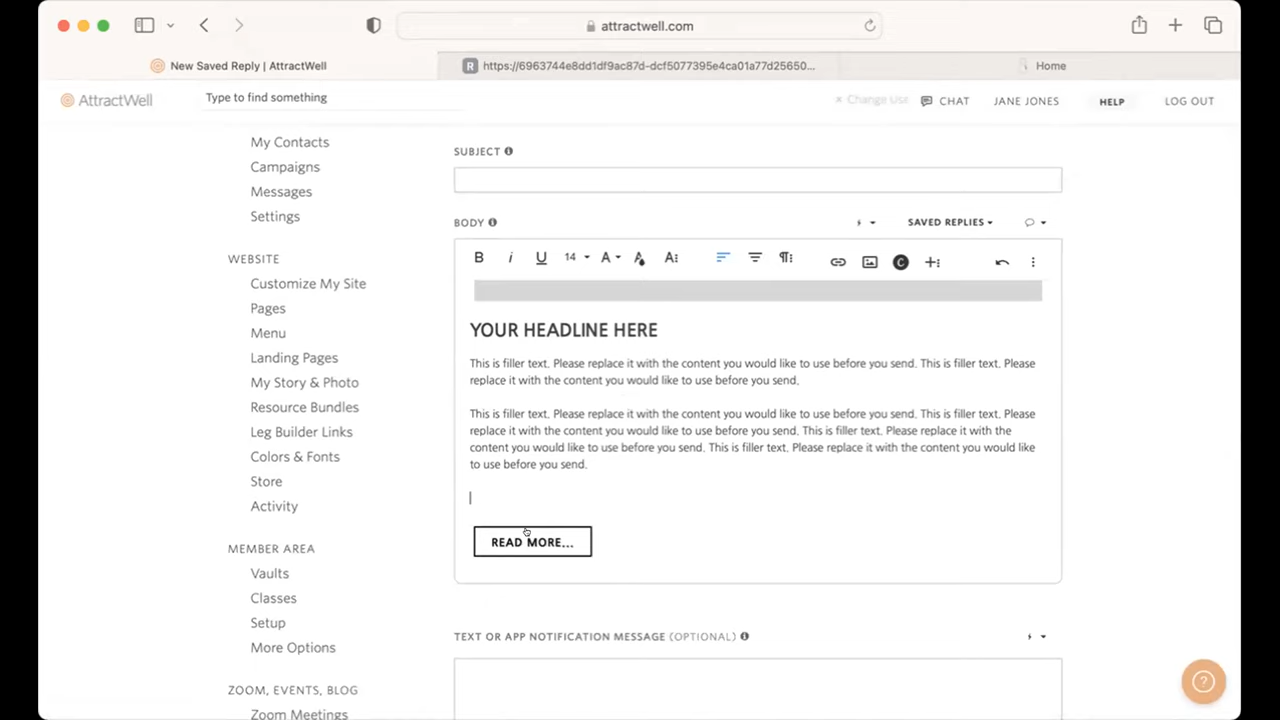 attractwell.com
New Saved Reply | AttractWell
R https://6963744e8dd1df9ac87d-dcf5077395e4ca01a77d25650...
Home
AttractWell
Type to find something
× Change Use
CHAT
JANE JONES
HELP
LOG OUT
My Contacts
Campaigns
Messages
Settings
WEBSITE
Customize My Site
Pages
Menu
Landing Pages
My Story & Photo
Resource Bundles
Leg Builder Links
Colors & Fonts
Store
Activity
MEMBER AREA
Vaults
Classes
Setup
More Options
ZOOM, EVENTS, BLOG
Zoom Meetings
SUBJECT
BODY
SAVED REPLIES
B i U 14 A A A C
YOUR HEADLINE HERE
This is filler text. Please replace it with the content you would like to use before you send. This is filler text. Please
replace it with the content you would like to use before you send.
This is filler text. Please replace it with the content you would like to use before you send. This is filler text. Please
replace it with the content you would like to use before you send. This is filler text. Please replace it with the
content you would like to use before you send. This is filler text. Please replace it with the content you would like
to use before you send.
READ MORE...
TEXT OR APP NOTIFICATION MESSAGE (OPTIONAL)
?